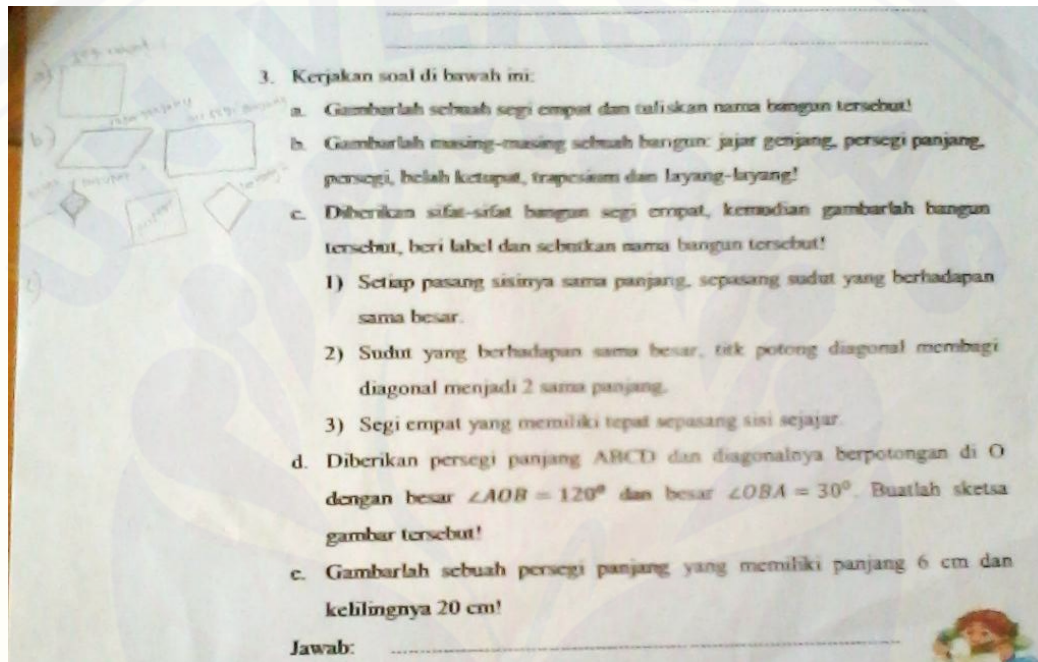 3. Kerjakan soal di bawah ini:
a. Gambarlah sebuah segi empat dan tuliskan nama bangun tersebut!
b. Gambarlah masing-masing sebuah bangun: jajar genjang, persegi panjang,
persegi, belah ketupat, trapesium dan layang-layang!
c. Diberikan sifat-sifat bangun segi empat, kemudian gambarlah bangun
tersebut, beri label dan sebutkan nama bangun tersebut!
1) Setiap pasang sisinya sama panjang, sepasang sudut yang berhadapan
sama besar.
2) Sudut yang berhadapan sama besar, titk potong diagonal membagi
diagonal menjadi 2 sama panjang.
3) Segi empat yang memiliki tepat sepasang sisi sejajar.
d. Diberikan persegi panjang ABCD dan diagonalnya berpotongan di O
dengan besar ∠AOB = 120° dan besar ∠OBA = 30°. Buatlah sketsa
gambar tersebut!
e. Gambarlah sebuah persegi panjang yang memiliki panjang 6 cm dan
kelilingnya 20 cm!
Jawab:
a)
b)
c)